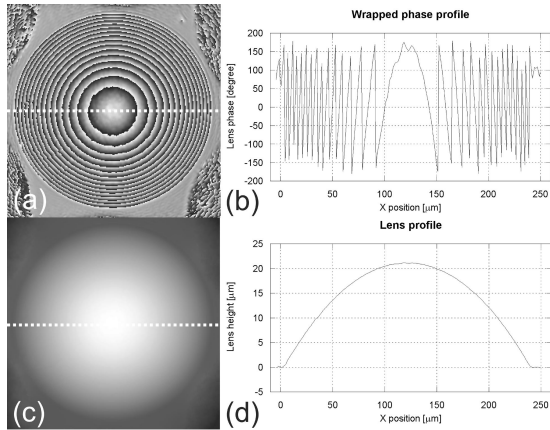 Wrapped phase profile
200
150
100
50
0
-50
-100
-150
-200
Lens phase [degree]
0 50 100 150 200 250
X position [μm]
(a)
(b)
Lens profile
25
20
15
10
5
0
-5
Lens height [μm]
0 50 100 150 200 250
X position [μm]
(c)
(d)